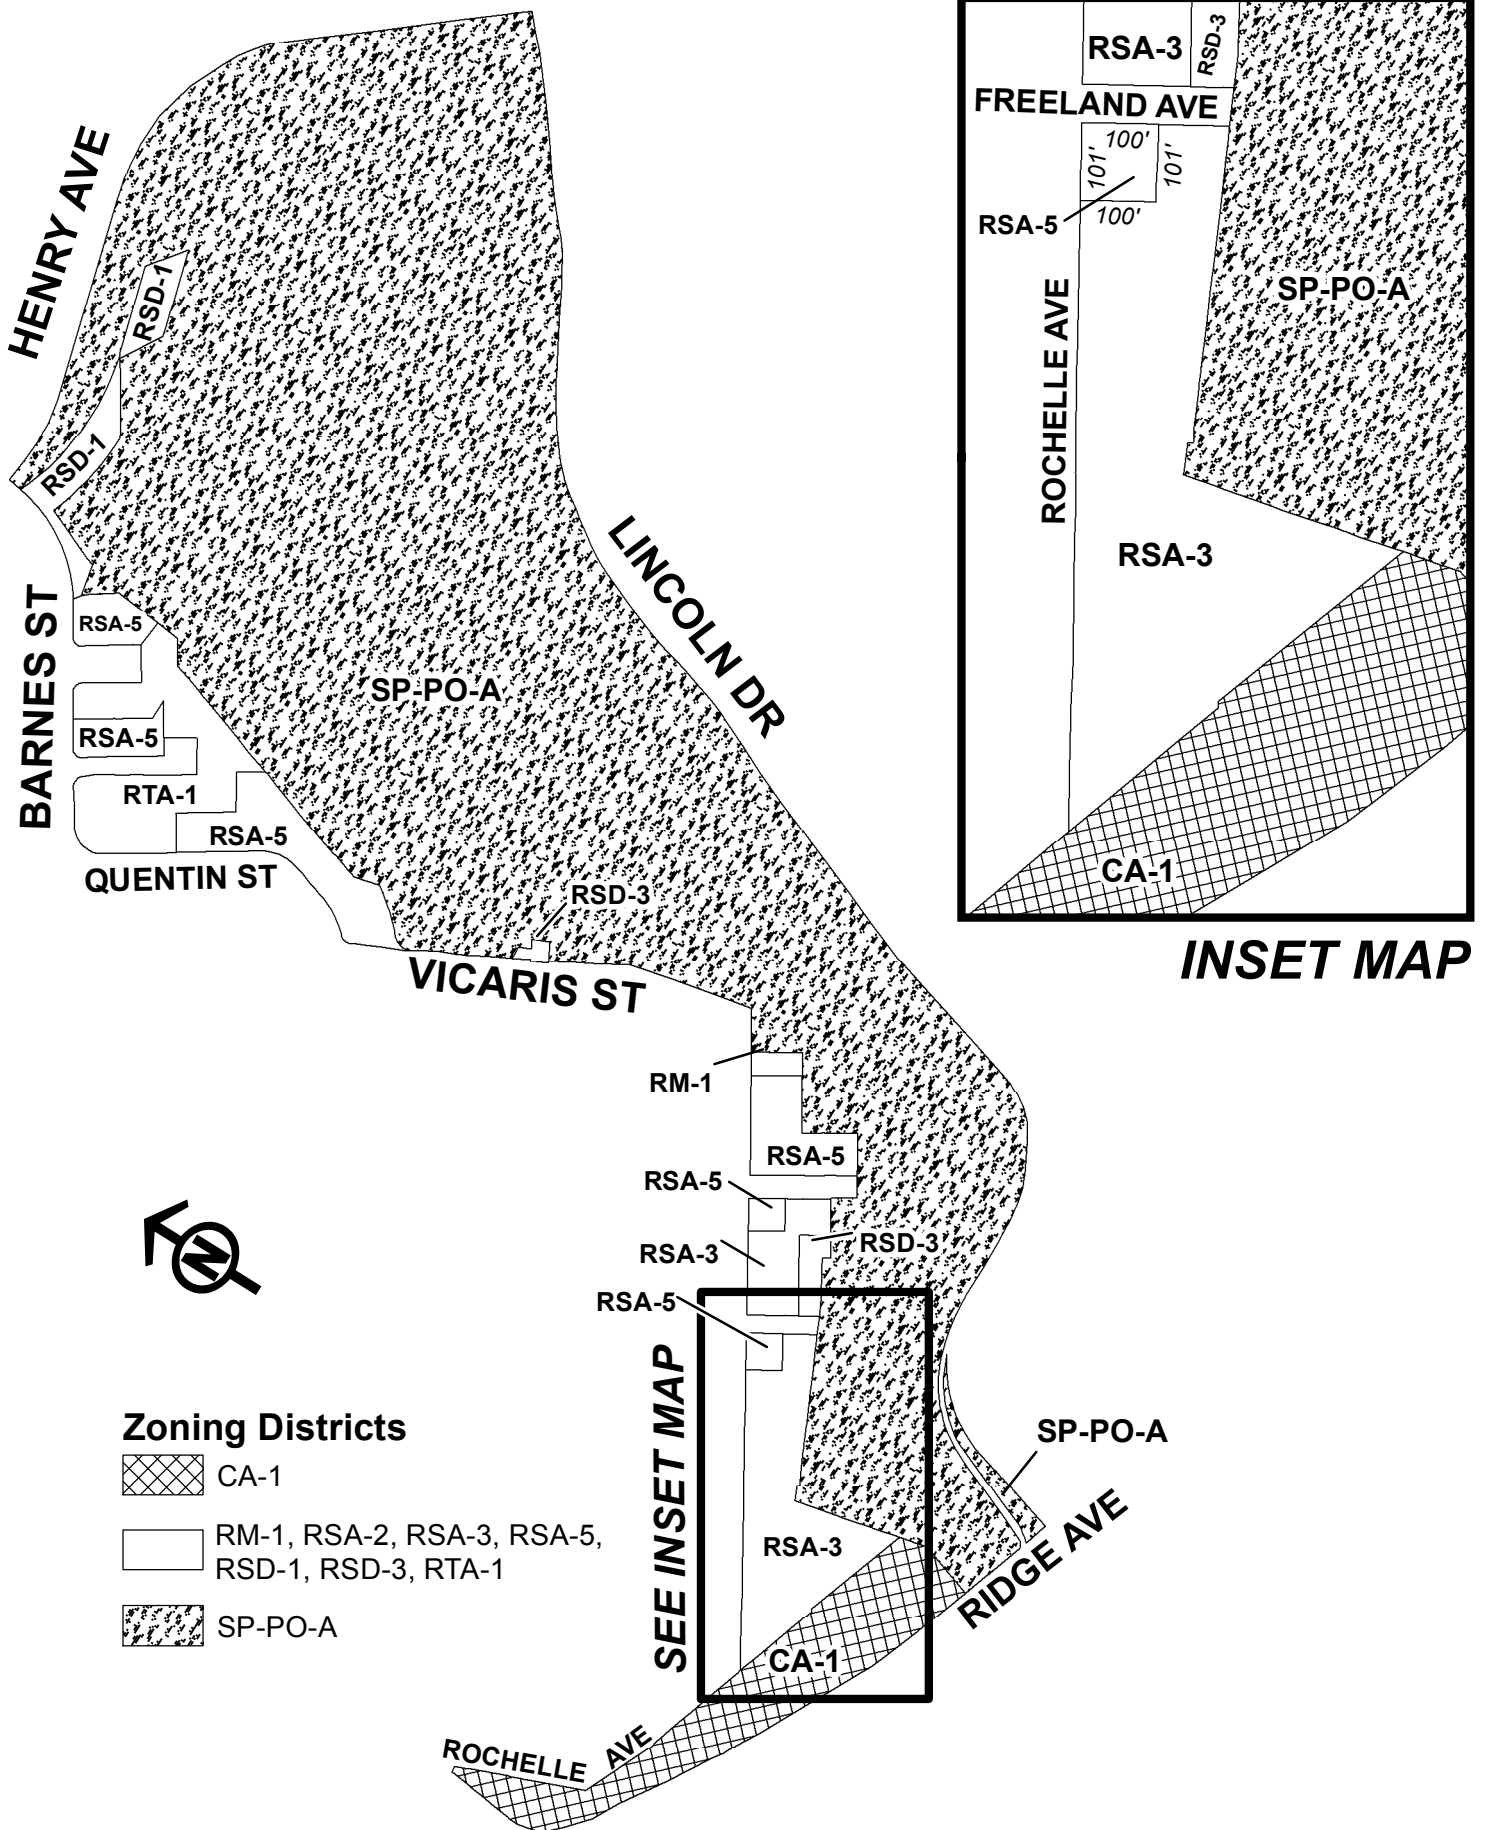 HENRY AVE
RSD-1
RSD-1
LINCOLN DR
BARNES ST
RSA-5
SP-PO-A
RSA-5
RTA-1
RSA-5
QUENTIN ST
RSD-3
VICARIS ST
RM-1
RSA-5
RSA-5
RSA-3
RSD-3
RSA-5
SEE INSET MAP
SP-PO-A
RIDGE AVE
RSA-3
CA-1
ROCHELLE AVE
N
Zoning Districts
CA-1
RM-1, RSA-2, RSA-3, RSA-5,
RSD-1, RSD-3, RTA-1
SP-PO-A
RSA-3
RSD-3
FREELAND AVE
100'
101'
101'
100'
RSA-5
SP-PO-A
ROCHELLE AVE
RSA-3
CA-1
INSET MAP